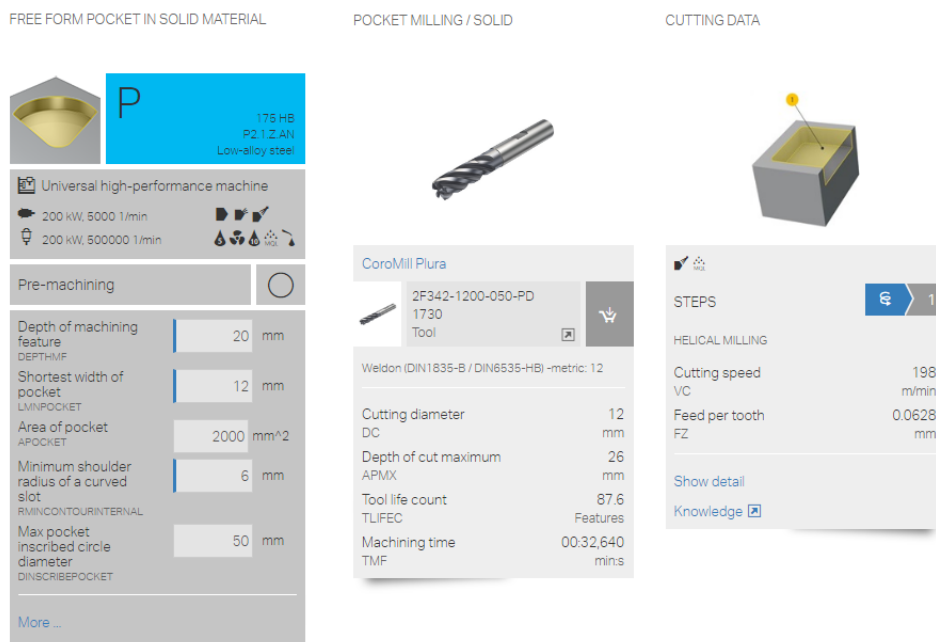 FREE FORM POCKET IN SOLID MATERIAL
P
175 HB
P2.1.Z.AN
Low-alloy steel
Universal high-performance machine
200 kW, 5000 1/min
200 kW, 500000 1/min
5
10
MQL
Pre-machining
Depth of machining
feature
DEPTHMF
20 mm
Shortest width of
pocket
LMNPOCKET
12 mm
Area of pocket
APOCKET
2000 mm^2
Minimum shoulder
radius of a curved
slot
RMINCONTOURINTERNAL
6 mm
Max pocket
inscribed circle
diameter
DINSCRIBEPOCKET
50 mm
More ...
POCKET MILLING / SOLID
CoroMill Plura
2F342-1200-050-PD
1730
Tool
Weldon (DIN1835-B / DIN6535-HB) -metric: 12
Cutting diameter 12
DC mm
Depth of cut maximum 26
APMX mm
Tool life count 87.6
TLIFEC Features
Machining time 00:32,640
TMF min:s
CUTTING DATA
1
MQL
STEPS 1
HELICAL MILLING
Cutting speed 198
VC m/min
Feed per tooth 0.0628
FZ mm
Show detail
Knowledge